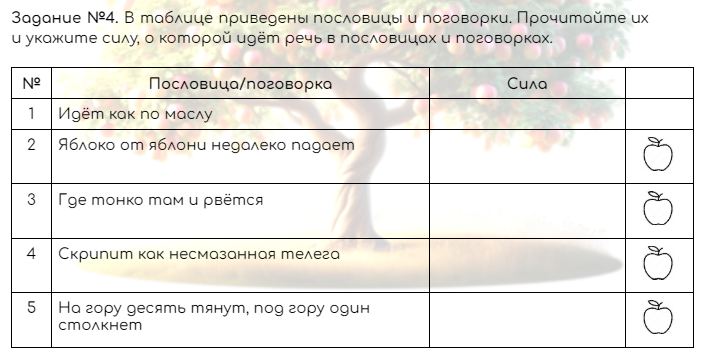 Задание №4. В таблице приведены пословицы и поговорки. Прочитайте их
и укажите силу, о которой идёт речь в пословицах и поговорках.
№ Пословица/поговорка Сила
1 Идёт как по маслу
2 Яблоко от яблони недалеко падает
3 Где тонко там и рвётся
4 Скрипит как несмазанная телега
5 На гору десять тянут, под гору один
столкнет